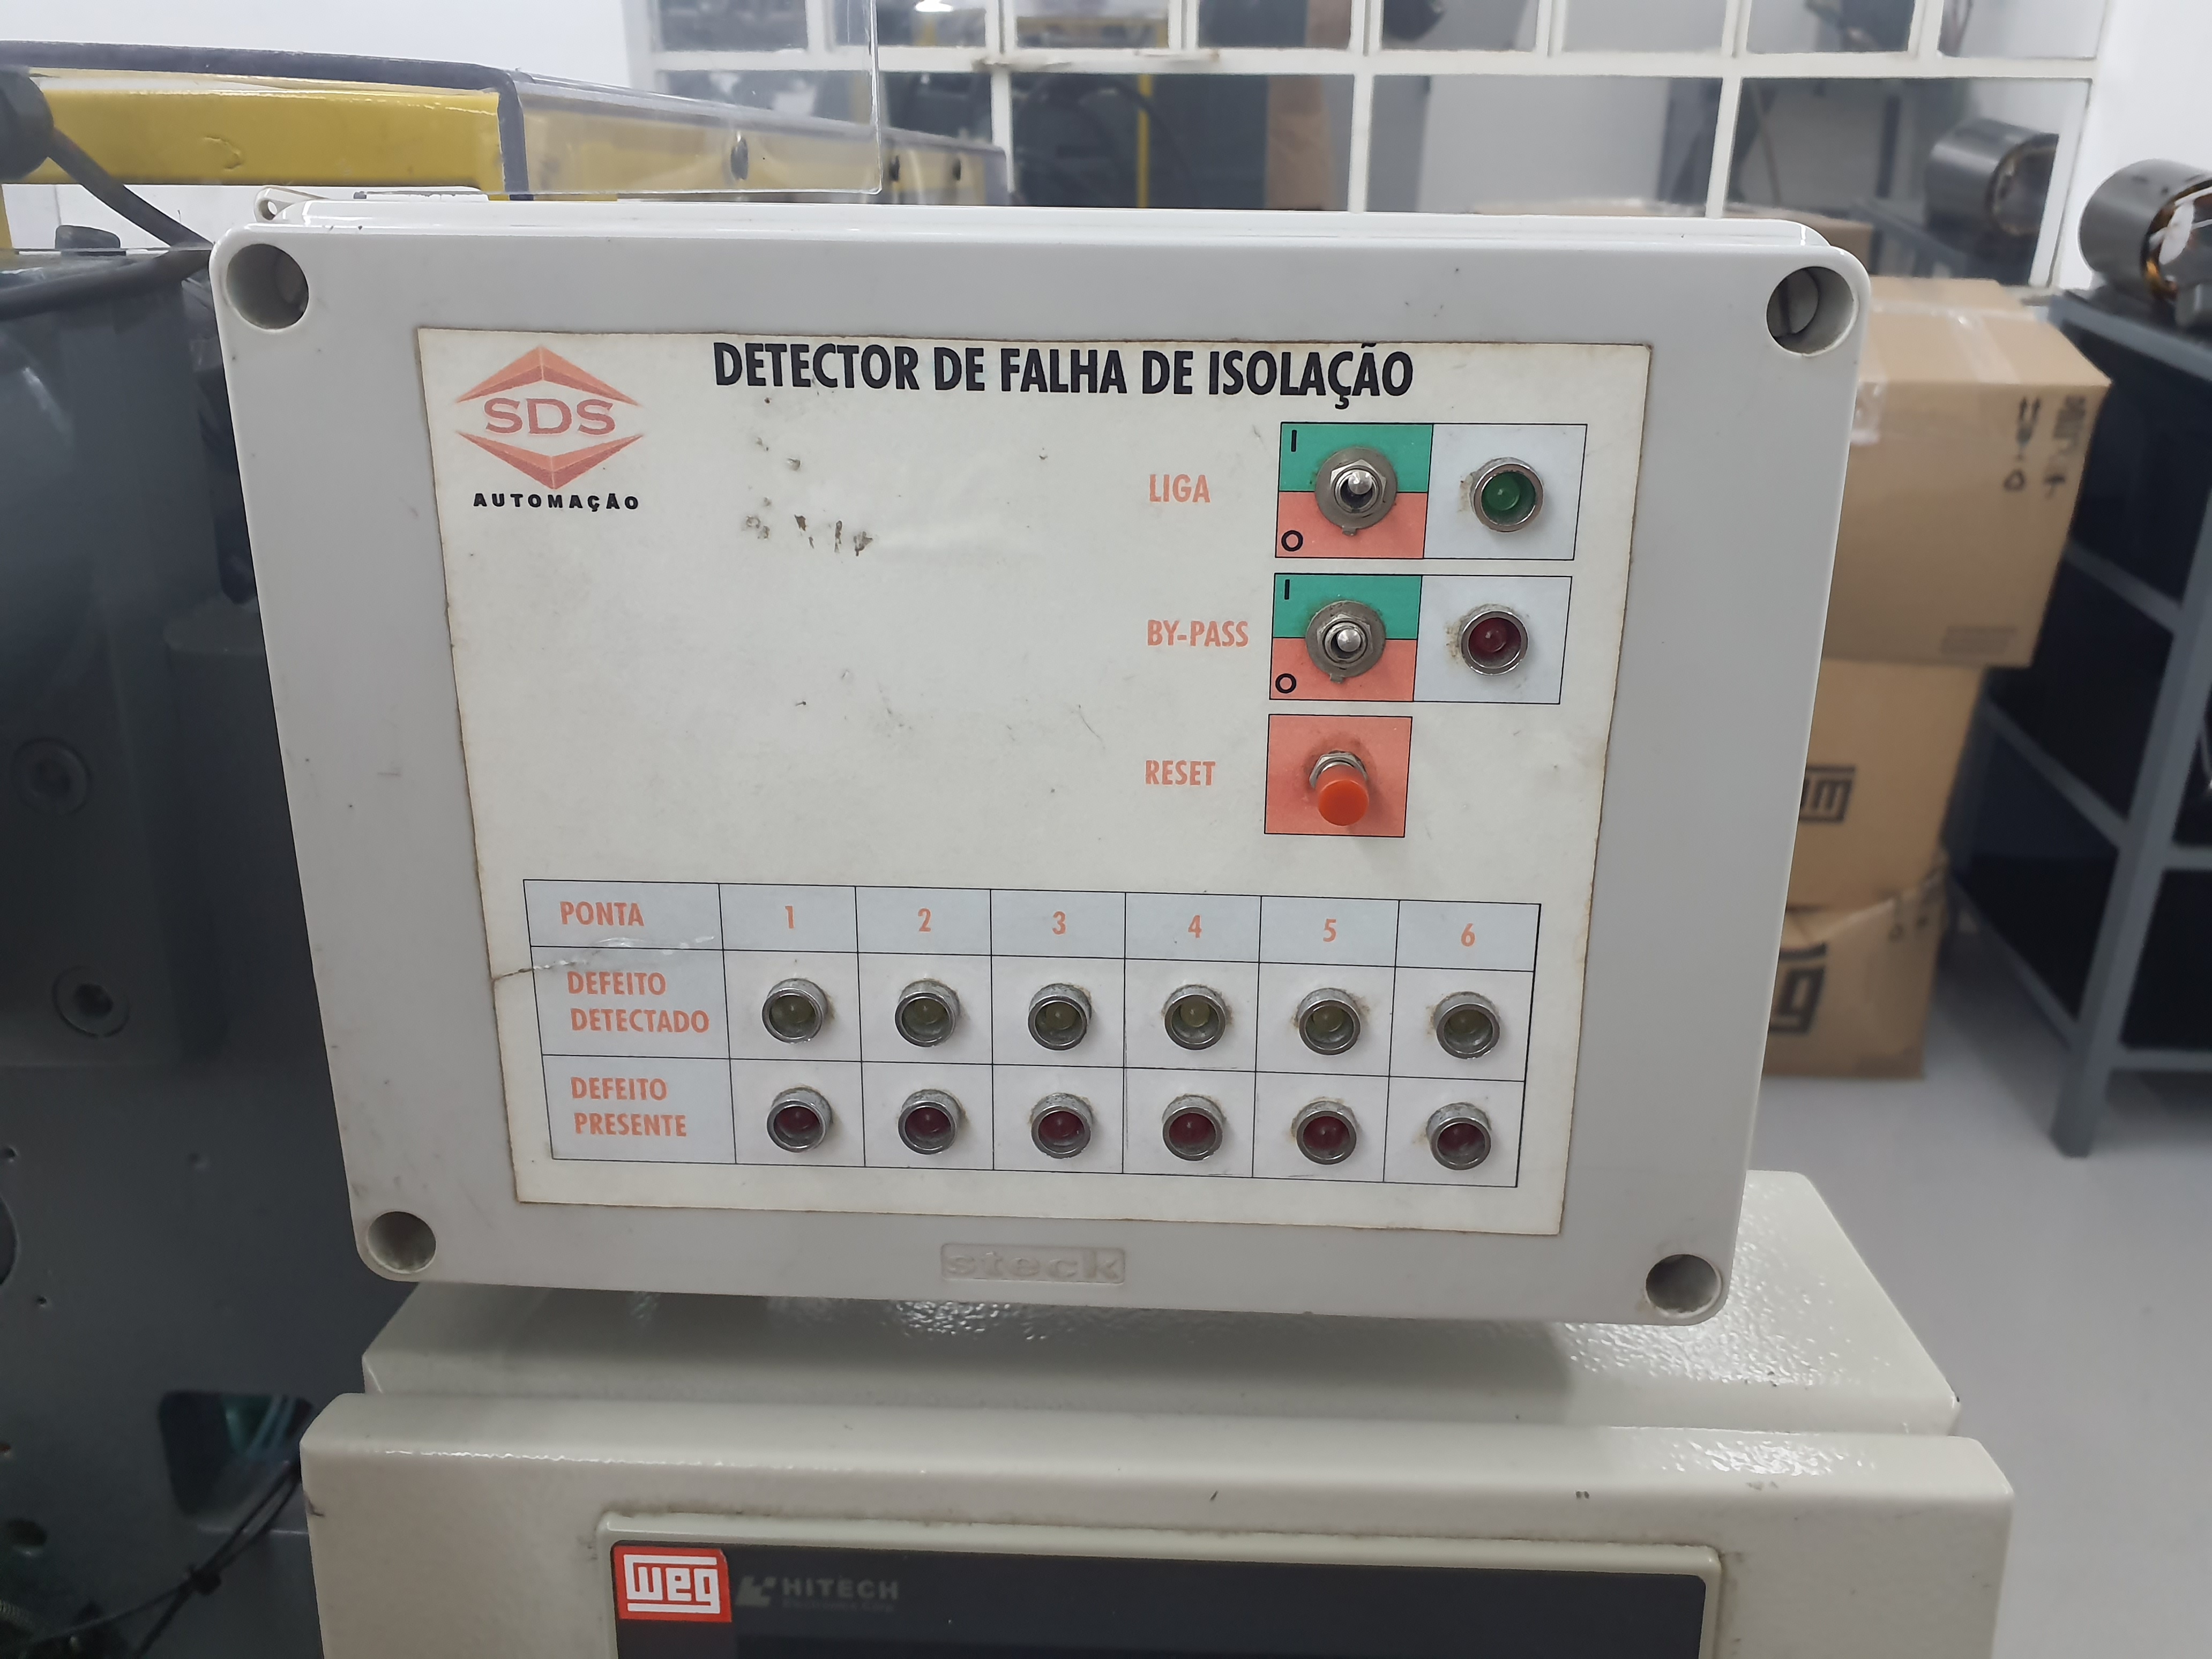 DETECTOR DE FALHA DE ISOLAÇÃO
SDS
AUTOMAÇÃO
I
LIGA
O
I
BY-PASS
O
RESET
PONTA 1 2 3 4 5 6
DEFEITO
DETECTADO
DEFEITO
PRESENTE
steck
weg HITECH